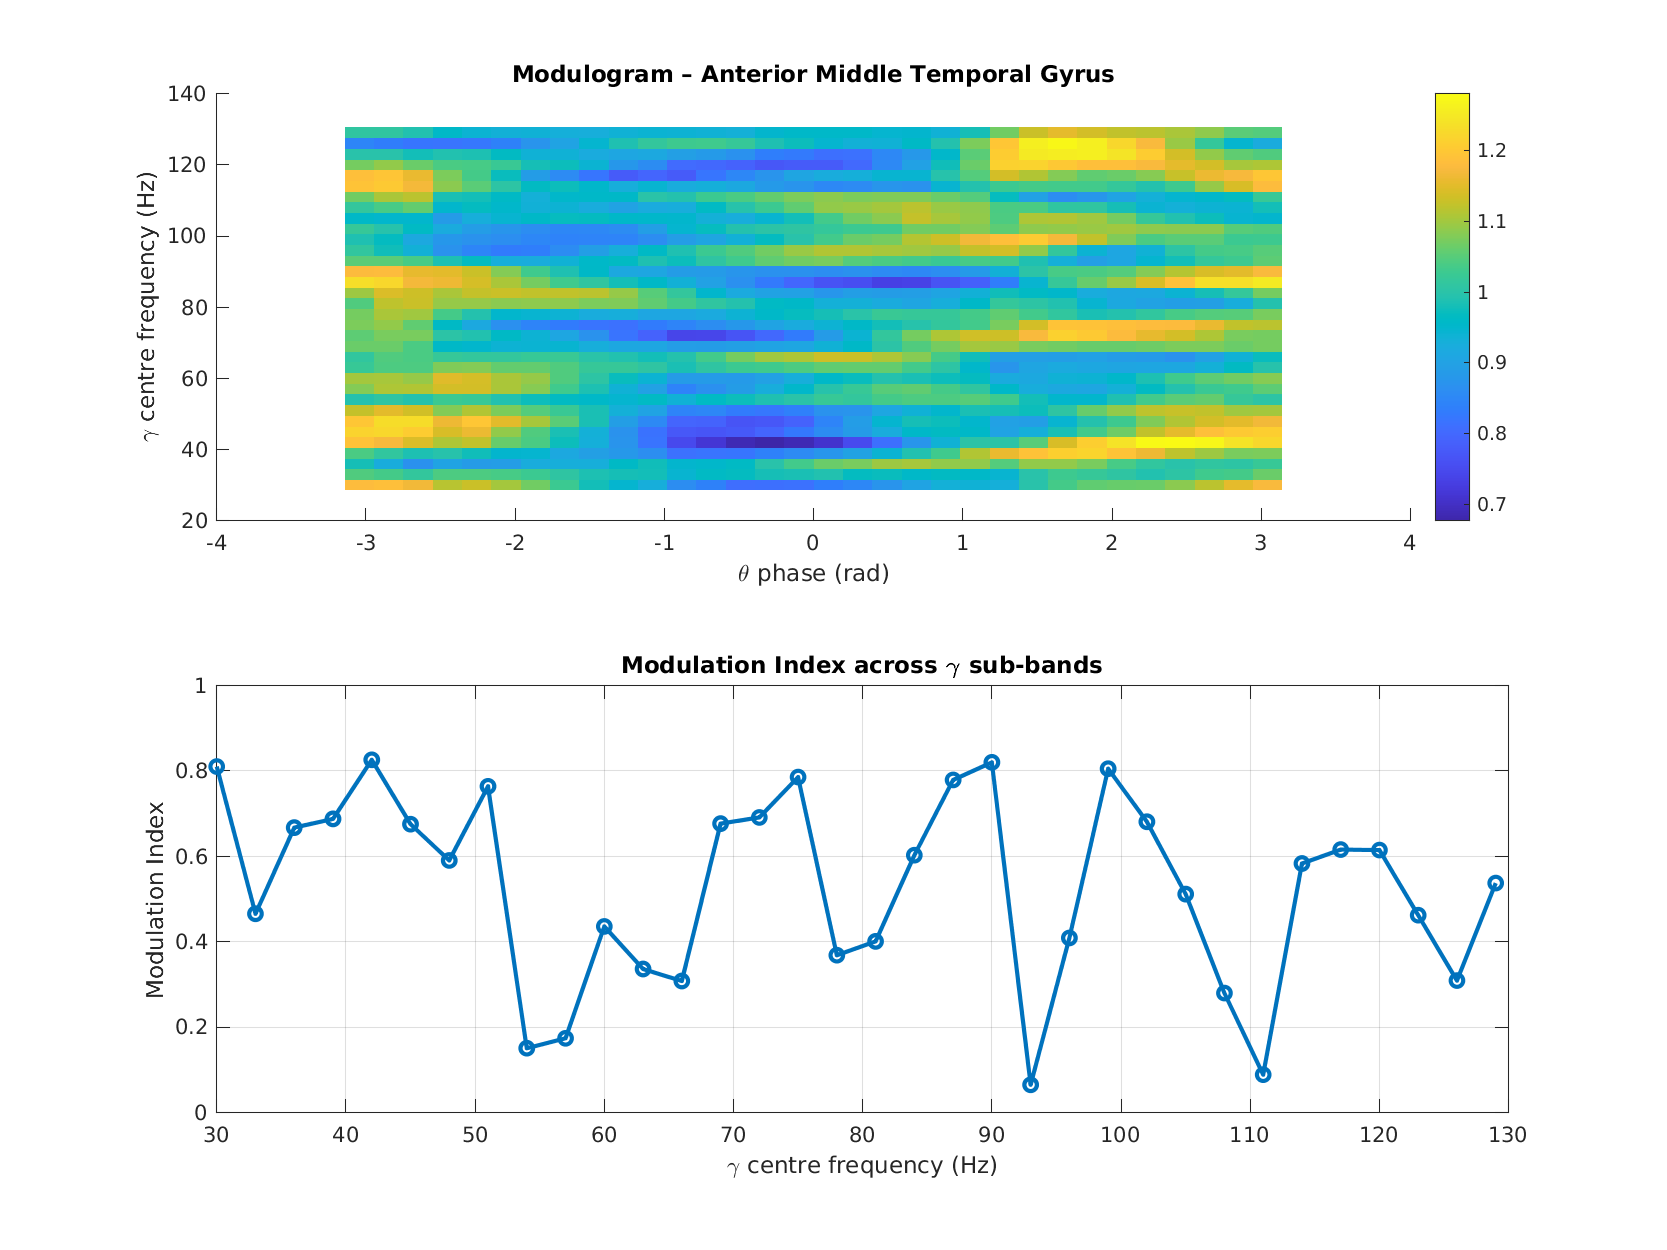 Modulogram – Anterior Middle Temporal Gyrus
γ centre frequency (Hz)
140
120
100
80
60
40
20
-4 -3 -2 -1 0 1 2 3 4
θ phase (rad)
1.2
1.1
1
0.9
0.8
0.7
Modulation Index across γ sub-bands
Modulation Index
1
0.8
0.6
0.4
0.2
0
30 40 50 60 70 80 90 100 110 120 130
γ centre frequency (Hz)